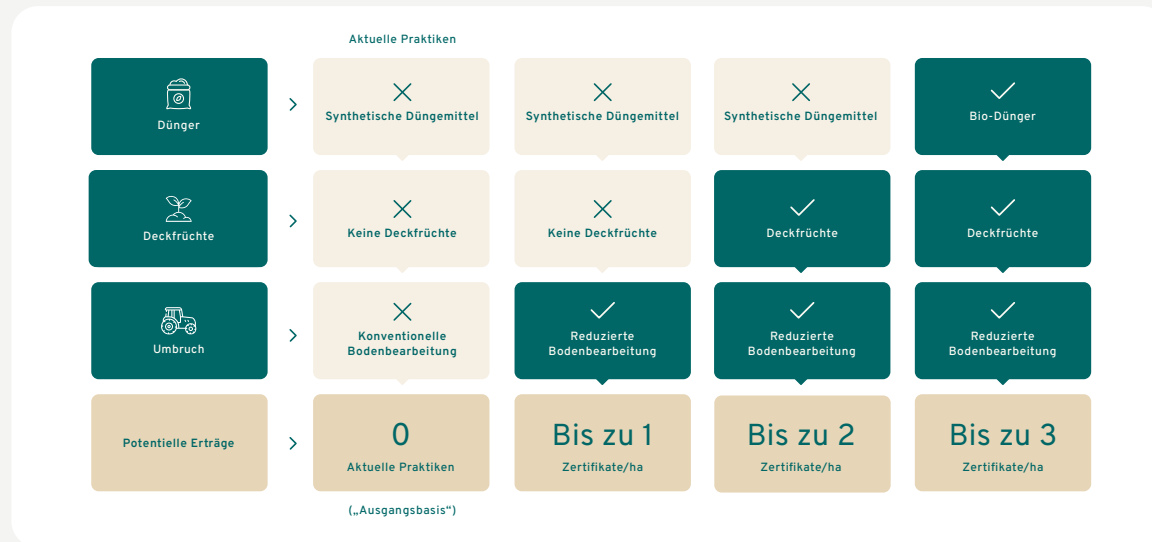 Aktuelle Praktiken
Dünger
Synthetische Düngemittel
Synthetische Düngemittel
Synthetische Düngemittel
Bio-Dünger
Deckfrüchte
Keine Deckfrüchte
Keine Deckfrüchte
Deckfrüchte
Deckfrüchte
Umbruch
Konventionelle
Bodenbearbeitung
Reduzierte
Bodenbearbeitung
Reduzierte
Bodenbearbeitung
Reduzierte
Bodenbearbeitung
Potentielle Erträge
0
Aktuelle Praktiken
Bis zu 1
Zertifikate/ha
Bis zu 2
Zertifikate/ha
Bis zu 3
Zertifikate/ha
(„Ausgangsbasis“)